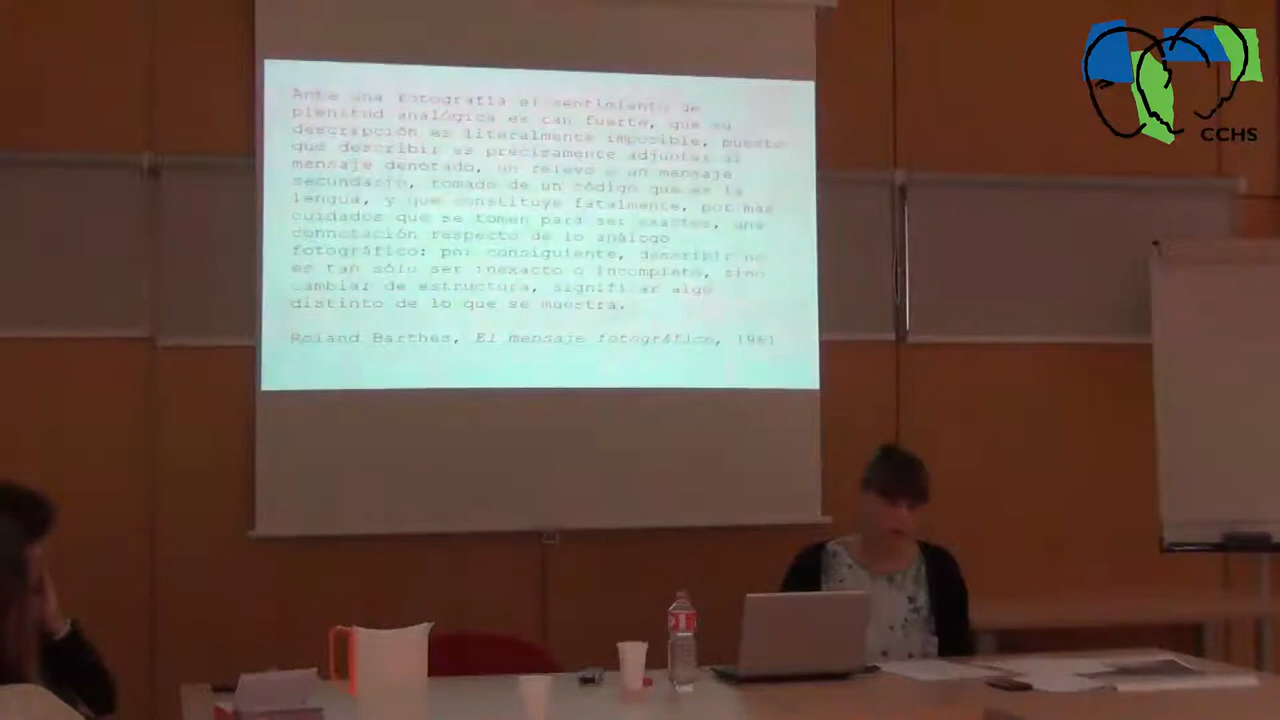 Ante una fotografía el sentimiento de
plenitud analógica es tan fuerte, que su
descripción es literalmente imposible, puesto
que describir es precisamente adjuntar al
mensaje denotado, un relevo o un mensaje
secundario, tomado de un código que es la
lengua, y que constituye fatalmente, por más
cuidados que se tomen para ser exactos, una
connotación respecto de lo análogo
fotográfico: por consiguiente, describir no
es tan sólo ser inexacto o incompleto, sino
cambiar de estructura, significar algo
distinto de lo que se muestra.
Roland Barthes, El mensaje fotográfico, 1961
CCHS